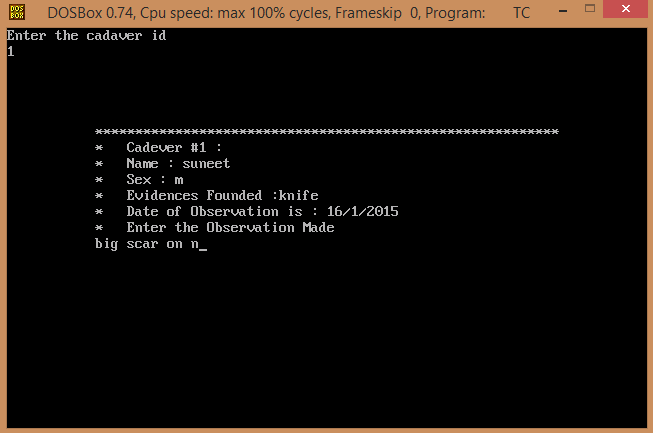 DOS BOX DOSBox 0.74, Cpu speed: max 100% cycles, Frameskip 0, Program: TC
Enter the cadaver id
1
**********************************************************
* Cadever #1 :
* Name : suneet
* Sex : m
* Evidences Founded :knife
* Date of Observation is : 16/1/2015
* Enter the Observation Made
big scar on n_